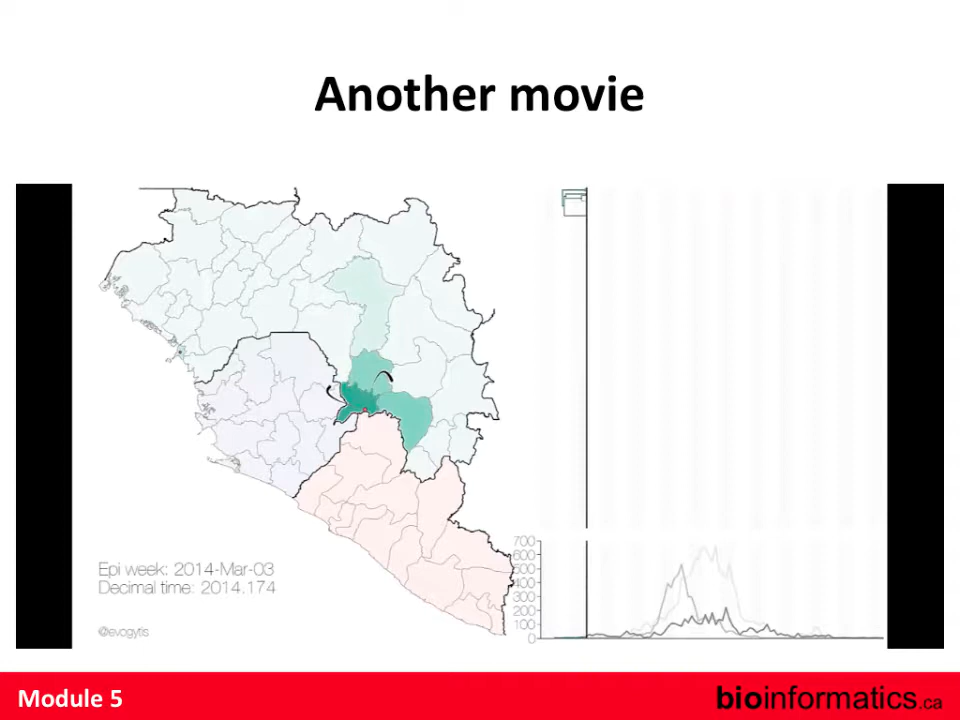 Another movie
Epi week: 2014-Mar-03
Decimal time: 2014.174
@evogytis
700
600
500
400
300
200
100
0
Module 5
bioinformatics.ca